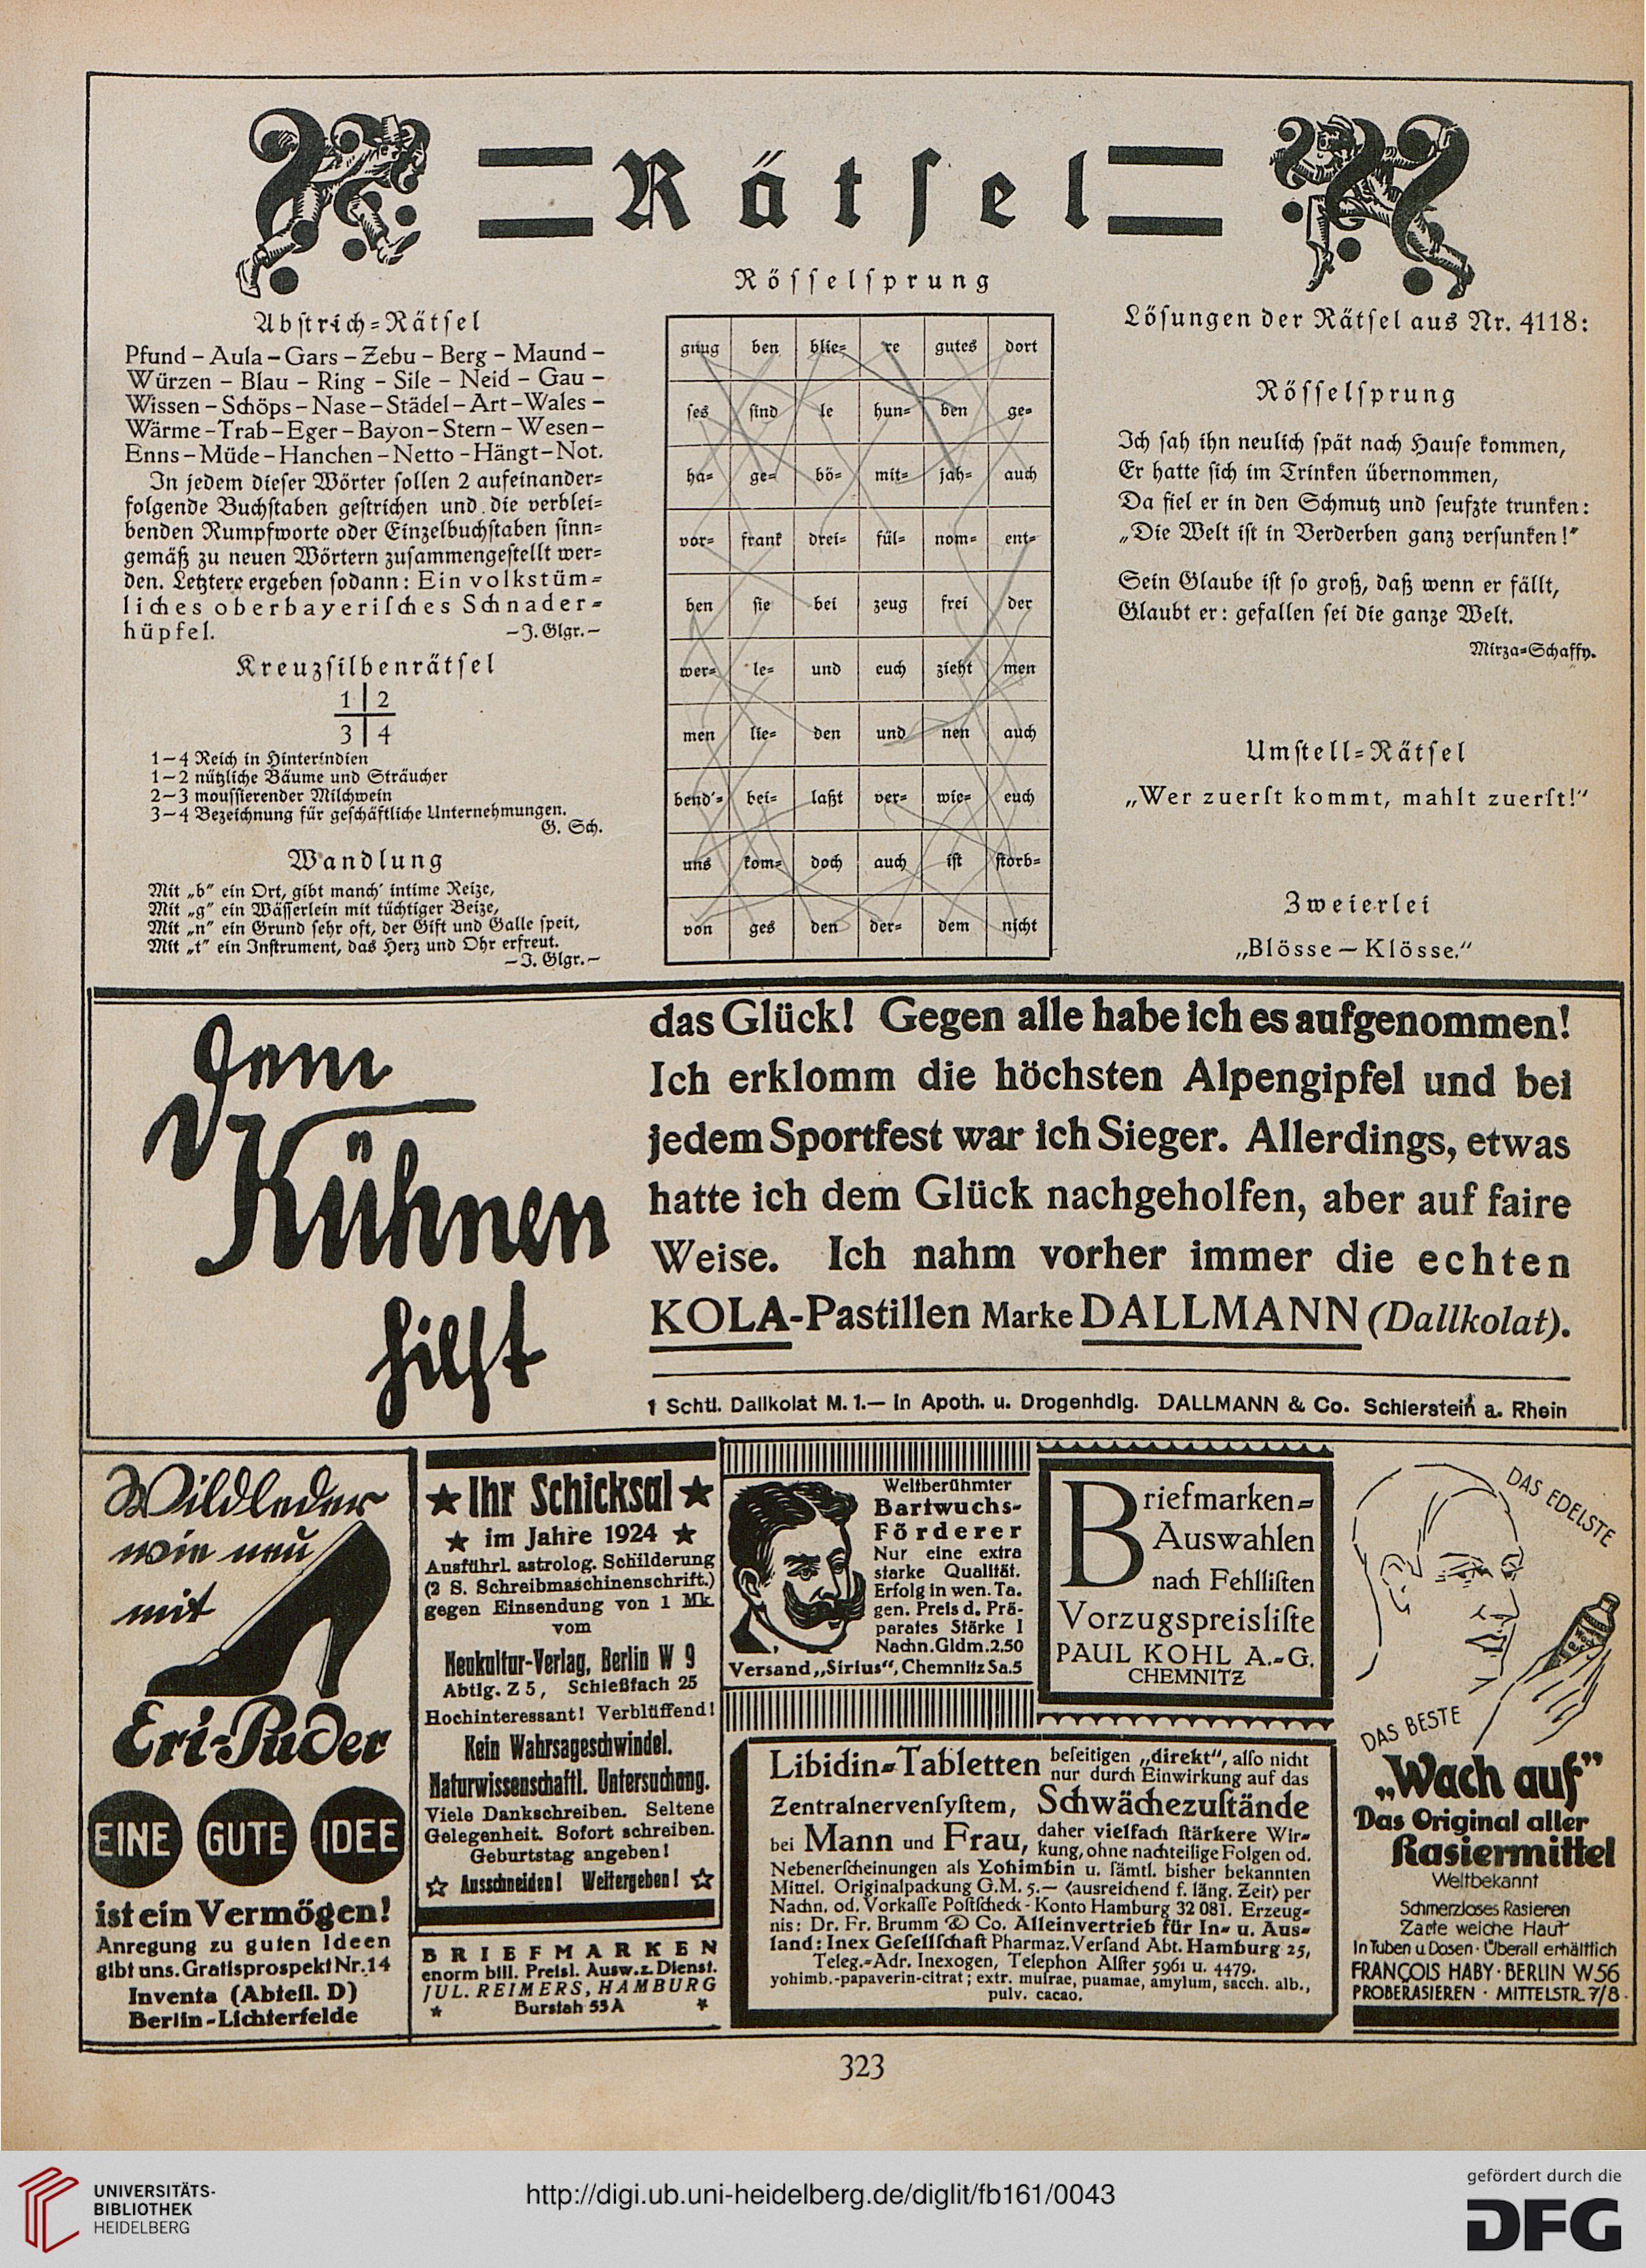 Rätſel
Abſtrich-Rätſel
Pfund – Aula – Gars – Zebu – Berg – Maund –
Würzen – Blau – Ring – Sile – Neid – Gau –
Wissen – Schöps – Nase – Städel – Art – Wales –
Wärme – Trab – Eger – Bayon – Stern – Wesen –
Enns – Müde – Hanchen – Netto – Hängt – Not.
In jedem dieſer Wörter ſollen 2 aufeinander-
folgende Buchſtaben geſtrichen und die verblei-
benden Rumpfworte oder Einzelbuchſtaben ſinn-
gemäß zu neuen Wörtern zuſammengeſtellt wer-
den. Letztere ergeben ſodann: Ein volkstüm-
liches oberbayeriſches Schnader-
hüpfel. —J. Glgr.—
Kreuzſilbenrätſel
1 2
3 4
1–4 Reich in Hinterindien
1–2 nützliche Bäume und Sträucher
2–3 mouſſierender Milchwein
3–4 Bezeichnung für geſchäftliche Unternehmungen.
G. Sch.
Wandlung
Mit „b" ein Ort, gibt manch' intime Reize,
Mit „g" ein Wäſſerlein mit tüchtiger Beize,
Mit „n" ein Grund ſehr oft, der Gift und Galle ſpeit,
Mit „t" ein Inſtrument, das Herz und Ohr erfreut.
—J. Glgr.—
Röſſelſprung
gnug ben blie- re gutes dort
ſes ſind le hun- ben ge-
ha- ge- bö- mit- jah- auch
vor- frank drei- fül- nom- ent-
ben ſie bei zeug frei der
wer- le- und euch zieht men
men lie- den und nen auch
bend'- bei- laßt ver- wie- euch
uns kom- doch auch iſt ſtorb-
von ges den der- dem nicht
Löſungen der Rätſel aus Nr. 4118:
Röſſelſprung
Ich ſah ihn neulich ſpät nach Hauſe kommen,
Er hatte ſich im Trinken übernommen,
Da fiel er in den Schmutz und ſeufzte trunken:
„Die Welt iſt in Verderben ganz verſunken!"
Sein Glaube iſt ſo groß, daß wenn er fällt,
Glaubt er: gefallen ſei die ganze Welt.
Mirza-Schaffy.
Umſtell-Rätſel
„Wer zuerſt kommt, mahlt zuerſt!"
Zweierlei
„Blösse — Klösse."
Dem
Kühnen
hilft
das Glück! Gegen alle habe ich es aufgenommen!
Ich erklomm die höchsten Alpengipfel und bei
jedem Sportfest war ich Sieger. Allerdings, etwas
hatte ich dem Glück nachgeholfen, aber auf faire
Weise. Ich nahm vorher immer die echten
KOLA-Pastillen Marke DALLMANN (Dallkolat).
1 Schtl. Dallkolat M. 1.— in Apoth. u. Drogenhdlg. DALLMANN & Co. Schierstein a. Rhein
Wildleder
wie neu
mit
Eri-Puder
EINE GUTE IDEE
ist ein Vermögen!
Anregung zu guten Ideen
gibt uns. Gratisprospekt Nr. 14
Inventa (Abteil. D)
Berlin-Lichterfelde
★ Ihr Schicksal ★
★ im Jahre 1924 ★
Ausführl. astrolog. Schilderung
(2 S. Schreibmaschinenschrift.)
gegen Einsendung von 1 Mk.
vom
Neukultur-Verlag, Berlin W 9
Abtlg. Z 5, Schließfach 25
Hochinteressant! Verblüffend!
Kein Wahrsageschwindel.
Naturwissenschaftl. Untersuchung.
Viele Dankschreiben. Seltene
Gelegenheit. Sofort schreiben.
Geburtstag angeben!
☆ Ausschneiden! Weitergeben! ☆
BRIEFMARKEN
enorm bill. Preisl. Ausw. z. Dienst.
JUL. REIMERS, HAMBURG
* Burstah 53 A *
Weltberühmter
Bartwuchs-
Förderer
Nur eine extra
starke Qualität.
Erfolg in wen. Ta.
gen. Preis d. Prä-
parates Stärke I
Nachn. Gldm. 2.50
Versand „Sirius", Chemnitz Sa. 5
Briefmarken-
Auswahlen
nach Fehlliſten
Vorzugspreisliſte
PAUL KOHL A.-G.
CHEMNITZ
Libidin-Tabletten beſeitigen „direkt", alſo nicht
nur durch Einwirkung auf das
Zentralnervenſyſtem, Schwächezuſtände
bei Mann und Frau, daher vielfach ſtärkere Wir-
kung, ohne nachteilige Folgen od.
Nebenerſcheinungen als Yohimbin u. ſämtl. bisher bekannten
Mittel. Originalpackung G.M. 5.— (ausreichend f. läng. Zeit) per
Nachn. od. Vorkaſſe Poſtſcheck-Konto Hamburg 32 081. Erzeug-
nis: Dr. Fr. Brumm & Co. Alleinvertrieb für In- u. Aus-
land: Inex Geſellſchaft Pharmaz. Verſand Abt. Hamburg 25,
Teleg.-Adr. Inexogen, Telephon Alſter 5961 u. 4479.
yohimb.-papaverin-citrat; extr. muirae, puamae, amylum, sacch. alb.,
pulv. cacao.
DAS EDELSTE
DAS BESTE
„Wach auf"
Das Original aller
Rasiermittel
Weltbekannt
Schmerzloses Rasieren
Zarte weiche Haut
In Tuben u Dosen · Überall erhältlich
FRANÇOIS HABY · BERLIN W56
PROBERASIEREN · MITTELSTR. 7/8.
323
UNIVERSITÄTS-
BIBLIOTHEK
HEIDELBERG
http://digi.ub.uni-heidelberg.de/diglit/fb161/0043
gefördert durch die
DFG